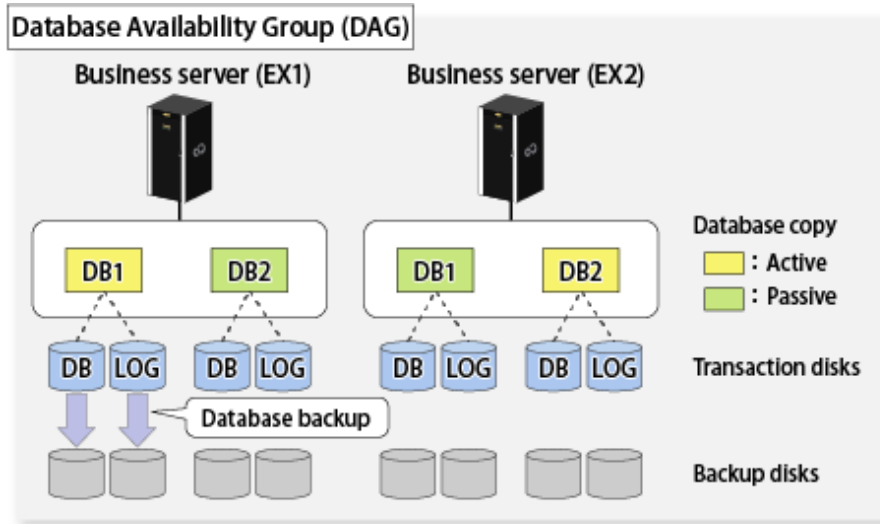 Database Availability Group (DAG)
Business server (EX1)
Business server (EX2)
DB1
DB2
DB1
DB2
Database copy
: Active
: Passive
DB
LOG
DB
LOG
DB
LOG
DB
LOG
Transaction disks
Database backup
Backup disks